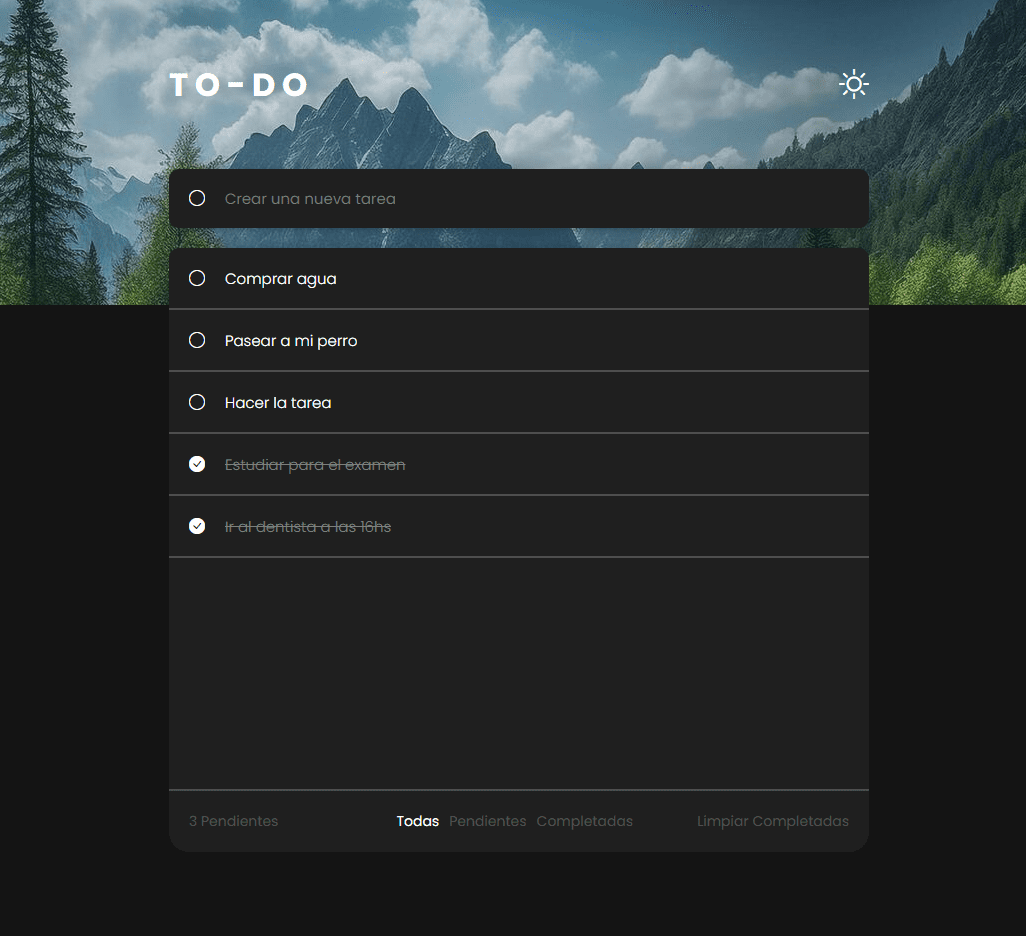 TO-DO
Crear una nueva tarea
Comprar agua
Pasear a mi perro
Hacer la tarea
Estudiar para el examen
Ir al dentista a las 16hs
3 Pendientes Todas Pendientes Completadas Limpiar Completadas